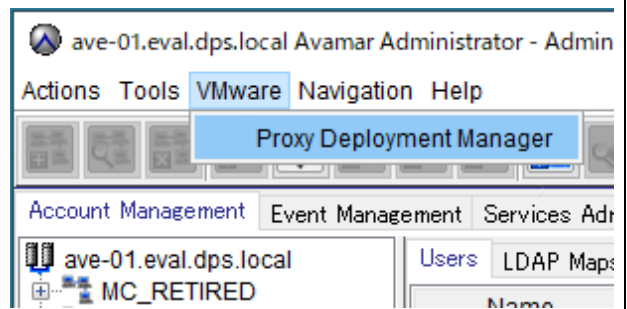 ave-01.eval.dps.local Avamar Administrator - Admin
Actions Tools VMware Navigation Help
Proxy Deployment Manager
Account Management Event Management Services Adr
ave-01.eval.dps.local Users LDAP Maps
MC_RETIRED Name